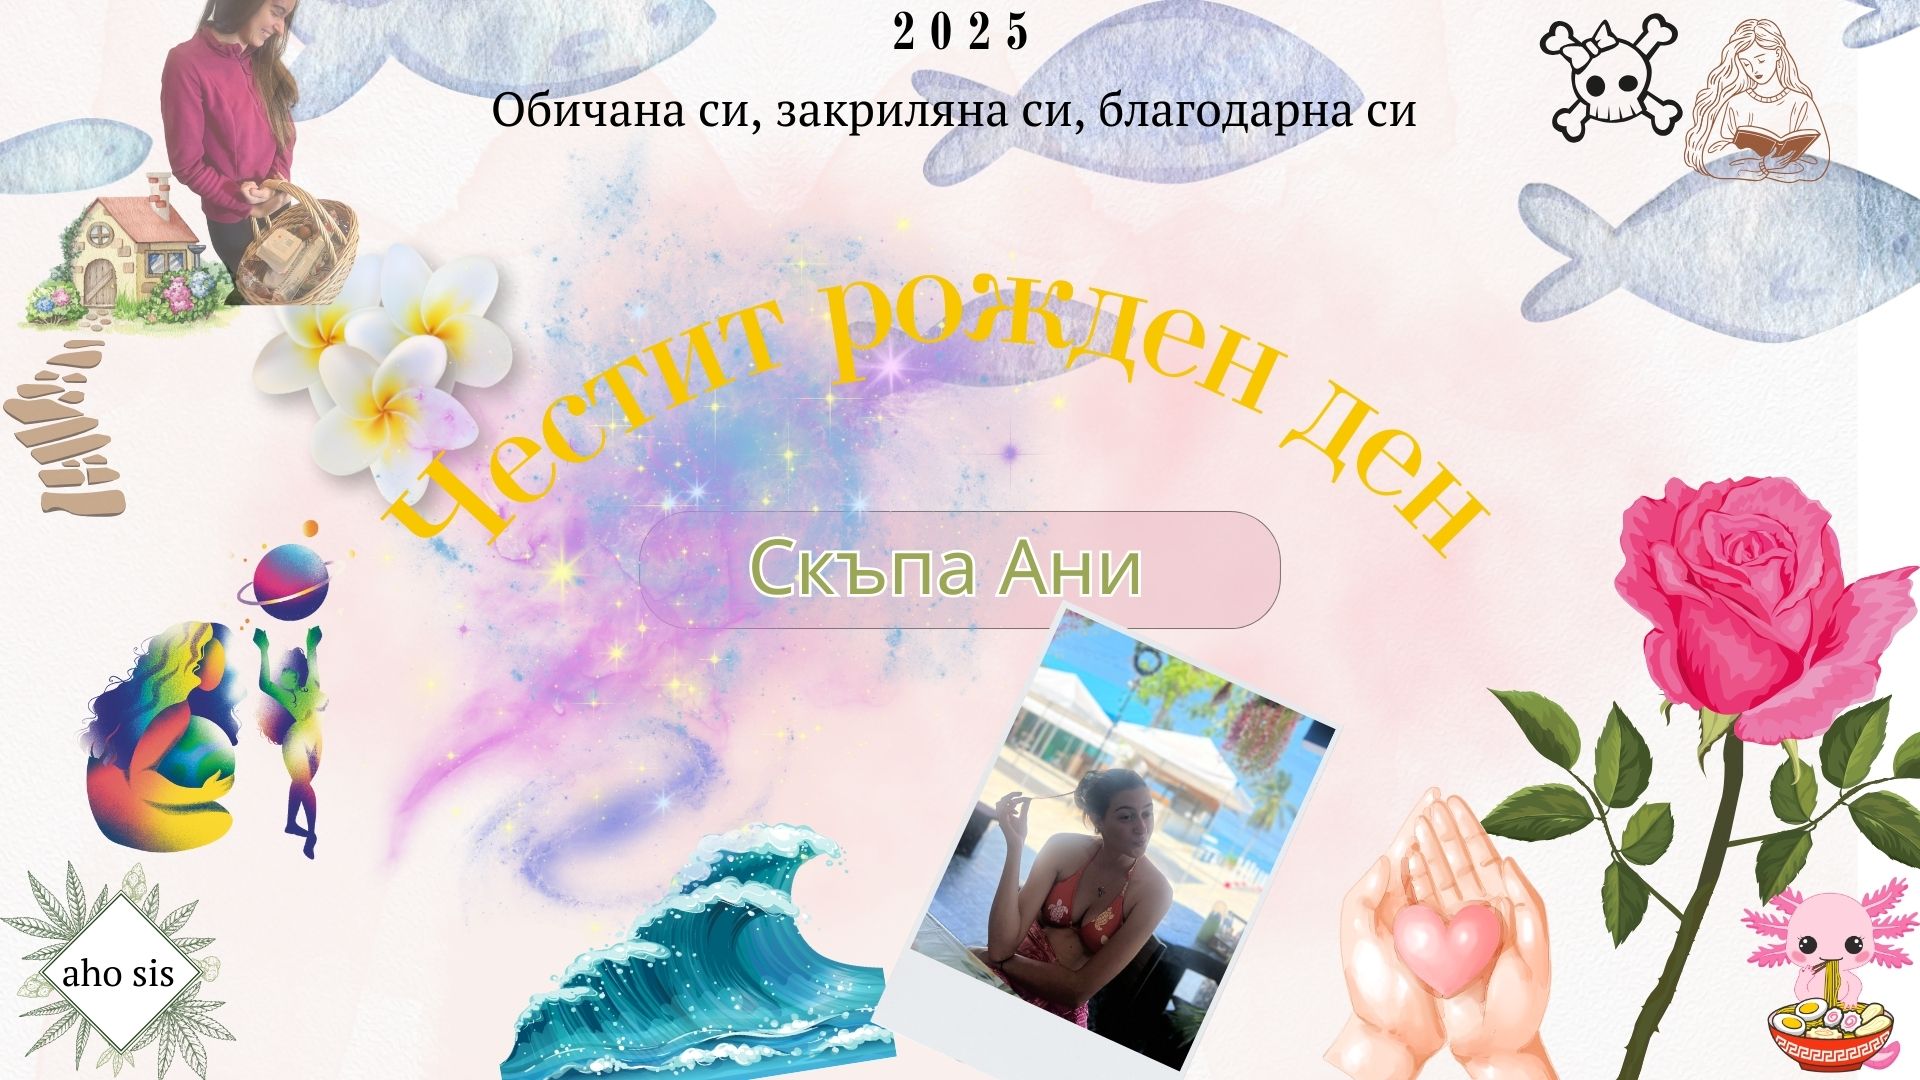 2025
Обичана си, закриляна си, благодарна си
Честит рожден ден
Скъпа Ани
aho sis